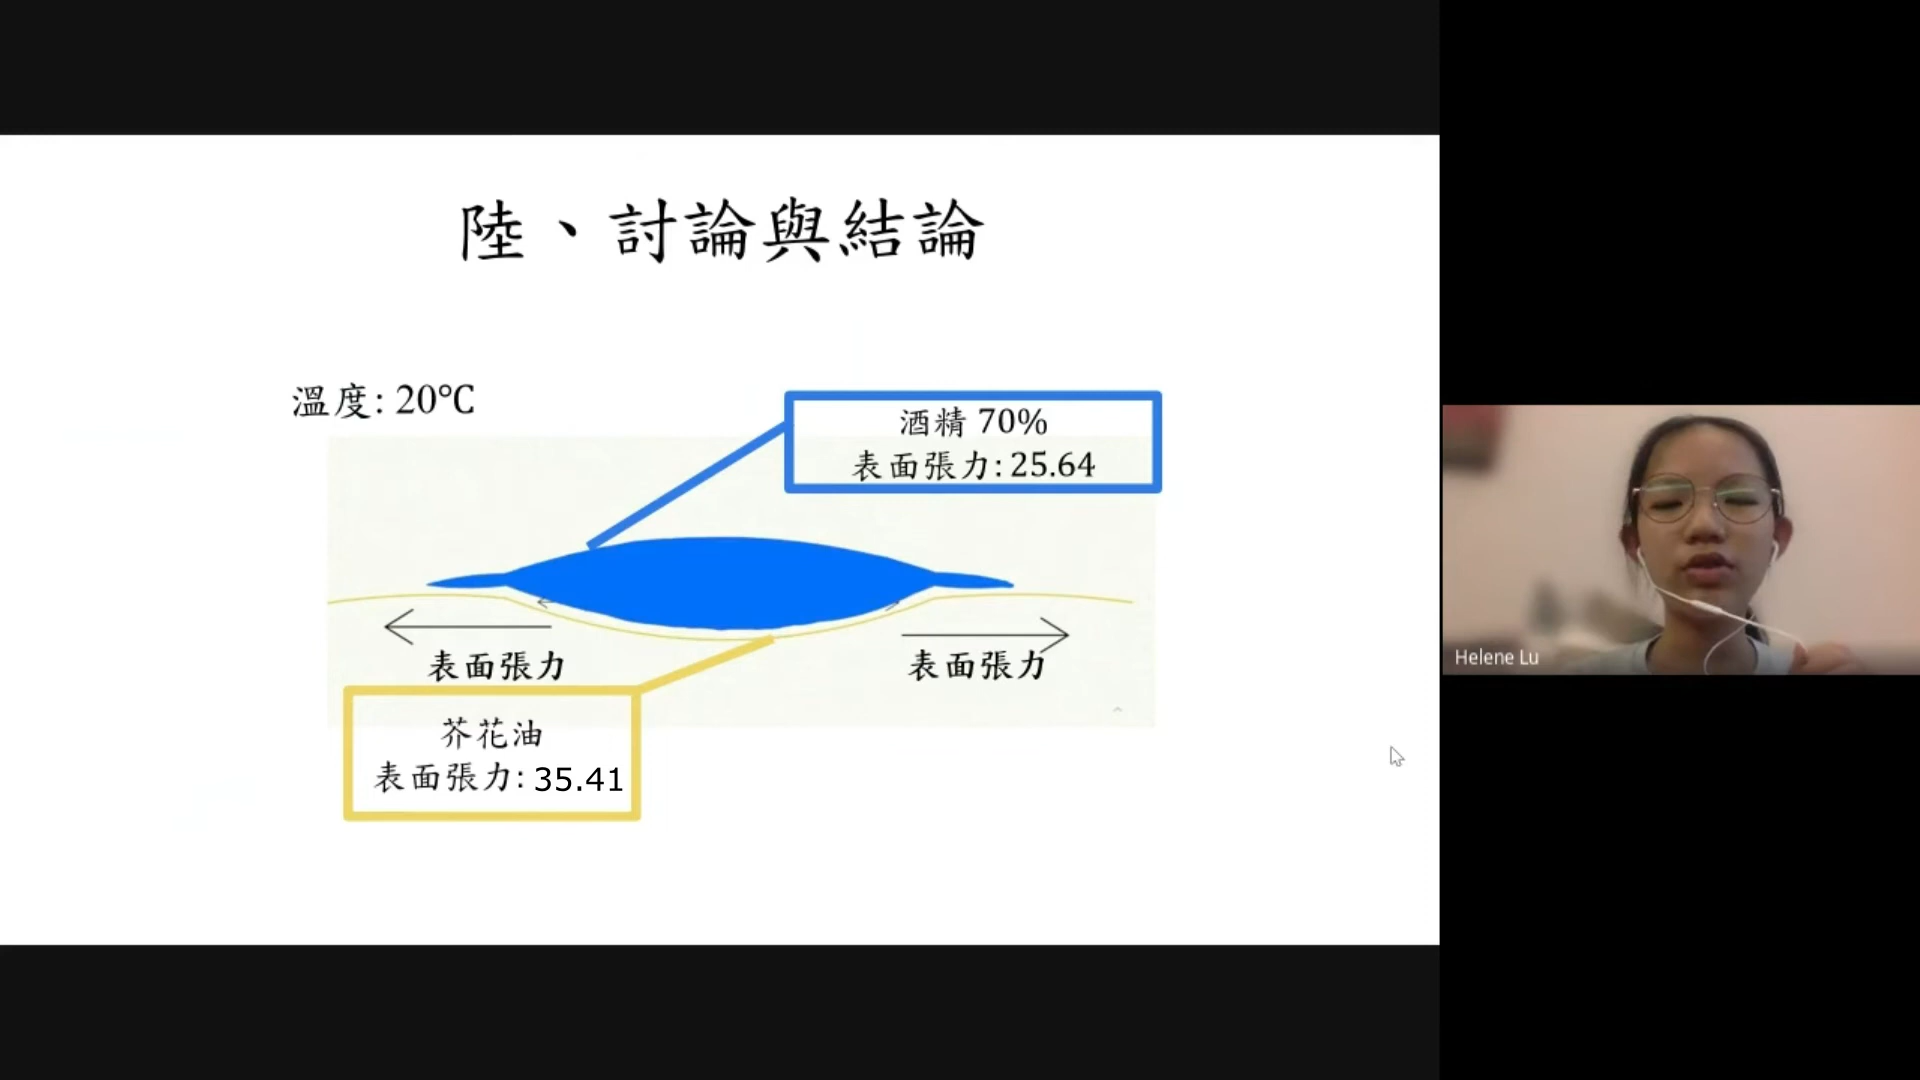 陸、討論與結論
溫度: 20℃
酒精 70%
表面張力: 25.64
表面張力
表面張力
芥花油
表面張力: 35.41
Helene Lu